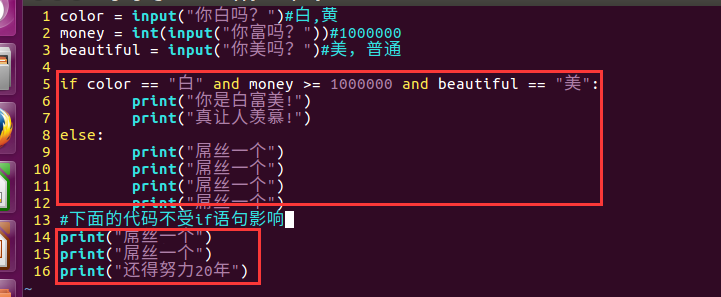 1 color = input("你白吗？")#白,黄
2 money = int(input("你富吗？"))#1000000
3 beautiful = input("你美吗？")#美，普通
4
5 if color == "白" and money >= 1000000 and beautiful == "美":
6         print("你是白富美!")
7         print("真让人羡慕!")
8 else:
9         print("屌丝一个")
10         print("屌丝一个")
11         print("屌丝一个")
12         print("屌丝一个")
13 #下面的代码不受if语句影响
14 print("屌丝一个")
15 print("屌丝一个")
16 print("还得努力20年")
~